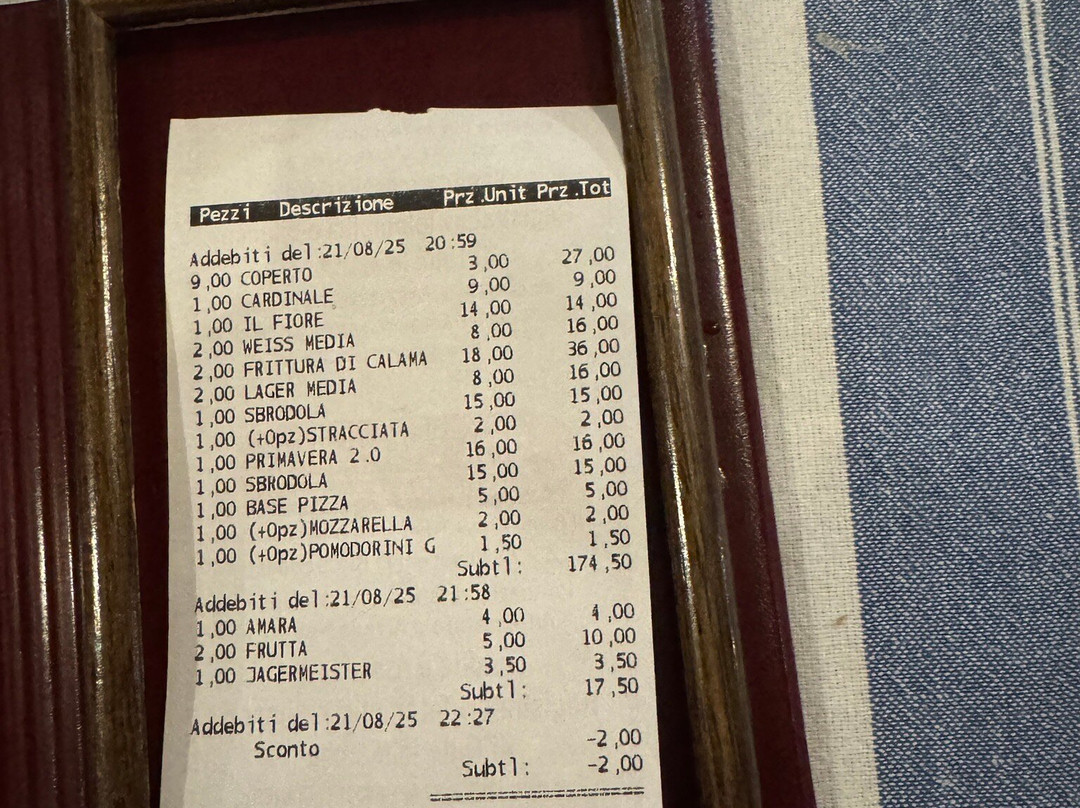 Pezzi Descrizione Prz.Unit Prz.Tot
Addebiti del:21/08/25 20:59
9,00 COPERTO 3,00 27,00
1,00 CARDINALE 9,00 9,00
1,00 IL FIORE 14,00 14,00
2,00 WEISS MEDIA 8,00 16,00
2,00 FRITTURA DI CALAMA 18,00 36,00
2,00 LAGER MEDIA 8,00 16,00
1,00 SBRODOLA 15,00 15,00
1,00 (+Opz)STRACCIATA 2,00 2,00
1,00 PRIMAVERA 2.0 16,00 16,00
1,00 SBRODOLA 15,00 15,00
1,00 BASE PIZZA 5,00 5,00
1,00 (+Opz)MOZZARELLA 2,00 2,00
1,00 (+Opz)POMODORINI G 1,50 1,50
Subtl: 174,50
Addebiti del:21/08/25 21:58
1,00 AMARA 4,00 4,00
2,00 FRUTTA 5,00 10,00
1,00 JAGERMEISTER 3,50 3,50
Subtl: 17,50
Addebiti del:21/08/25 22:27
Sconto -2,00
Subtl: -2,00